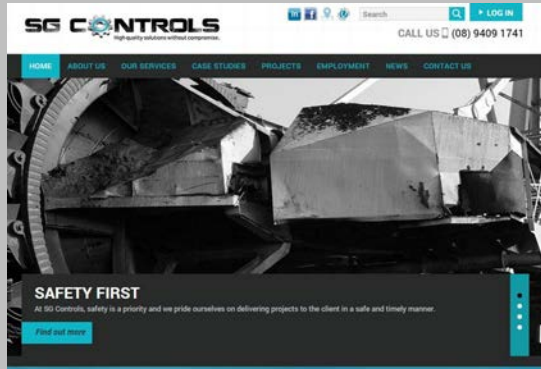 SG CONTROLS
High quality solutions without compromise.
Search
LOG IN
CALL US (08) 9409 1741
HOME ABOUT US OUR SERVICES CASE STUDIES PROJECTS EMPLOYMENT NEWS CONTACT US
SAFETY FIRST
At SG Controls, safety is a priority and we pride ourselves on delivering projects to the client in a safe and timely manner.
Find out more